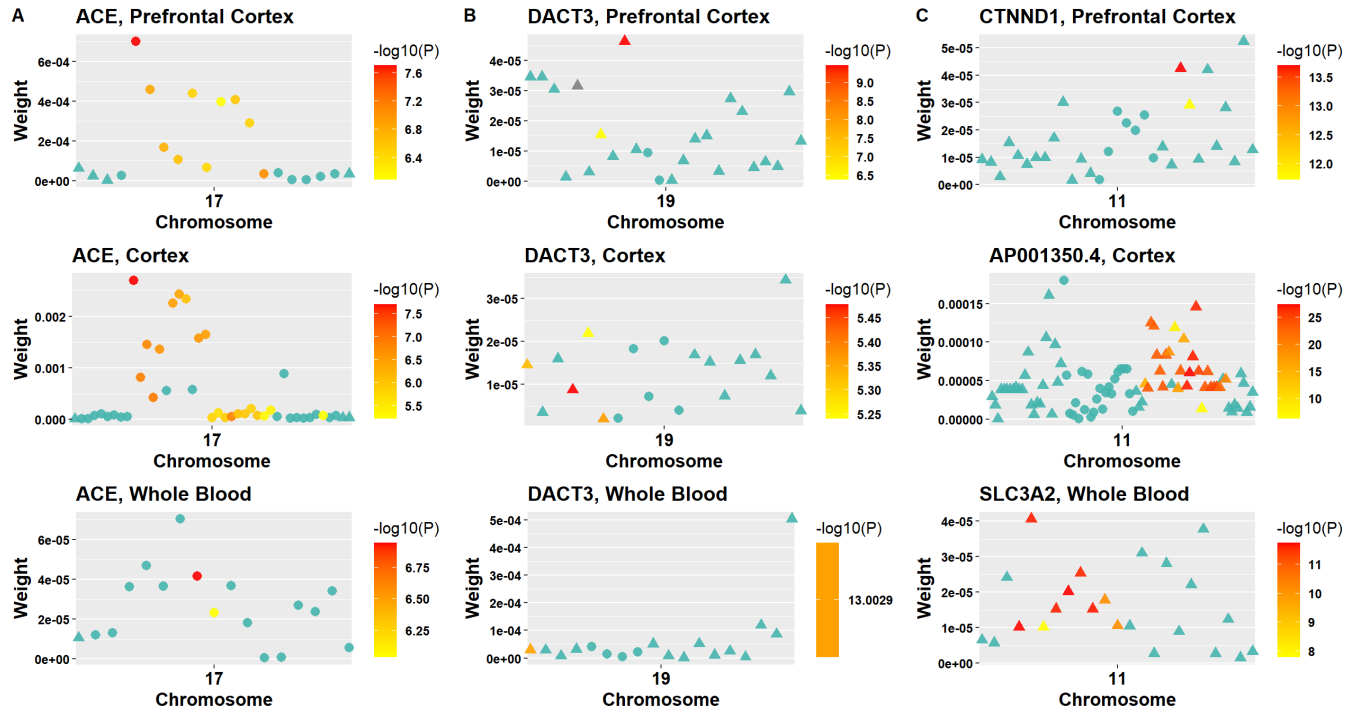 A
ACE, Prefrontal Cortex
Weight
6e-04
4e-04
2e-04
0e+00
17
Chromosome
-log10(P)
7.6
7.2
6.8
6.4
ACE, Cortex
Weight
0.002
0.001
0.000
17
Chromosome
-log10(P)
7.5
7.0
6.5
6.0
5.5
ACE, Whole Blood
Weight
6e-05
4e-05
2e-05
0e+00
17
Chromosome
-log10(P)
6.75
6.50
6.25
B
DACT3, Prefrontal Cortex
Weight
4e-05
3e-05
2e-05
1e-05
0e+00
19
Chromosome
-log10(P)
9.0
8.5
8.0
7.5
7.0
6.5
DACT3, Cortex
Weight
3e-05
2e-05
1e-05
19
Chromosome
-log10(P)
5.45
5.40
5.35
5.30
5.25
DACT3, Whole Blood
Weight
5e-04
4e-04
3e-04
2e-04
1e-04
0e+00
19
Chromosome
-log10(P)
13.0029
C
CTNND1, Prefrontal Cortex
Weight
5e-05
4e-05
3e-05
2e-05
1e-05
0e+00
11
Chromosome
-log10(P)
13.5
13.0
12.5
12.0
AP001350.4, Cortex
Weight
0.00015
0.00010
0.00005
0.00000
11
Chromosome
-log10(P)
25
20
15
10
SLC3A2, Whole Blood
Weight
4e-05
3e-05
2e-05
1e-05
0e+00
11
Chromosome
-log10(P)
11
10
9
8